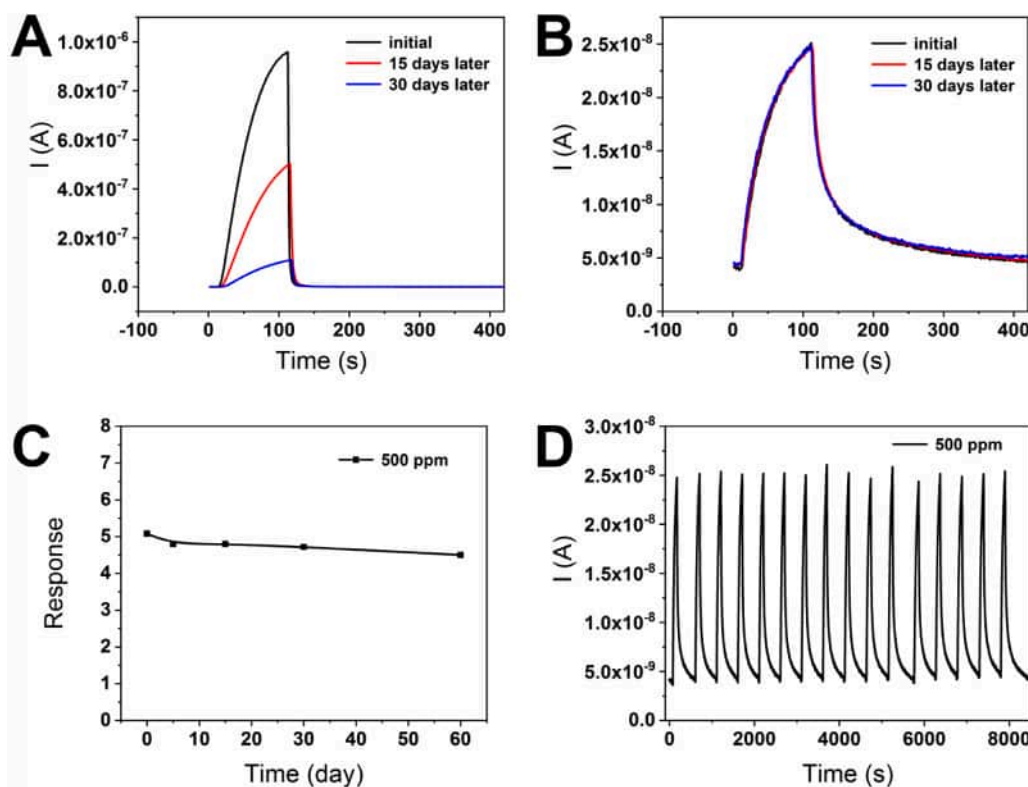 A
I (A)
1.0x10⁻⁶
8.0x10⁻⁷
6.0x10⁻⁷
4.0x10⁻⁷
2.0x10⁻⁷
0.0
-100 0 100 200 300 400
Time (s)
initial
15 days later
30 days later
B
I (A)
2.5x10⁻⁸
2.0x10⁻⁸
1.5x10⁻⁸
1.0x10⁻⁸
5.0x10⁻⁹
0.0
-100 0 100 200 300 400
Time (s)
initial
15 days later
30 days later
C
Response
8
7
6
5
4
3
2
1
0
0 10 20 30 40 50 60
Time (day)
500 ppm
D
I (A)
3.0x10⁻⁸
2.5x10⁻⁸
2.0x10⁻⁸
1.5x10⁻⁸
1.0x10⁻⁸
5.0x10⁻⁹
0.0
0 2000 4000 6000 8000
Time (s)
500 ppm